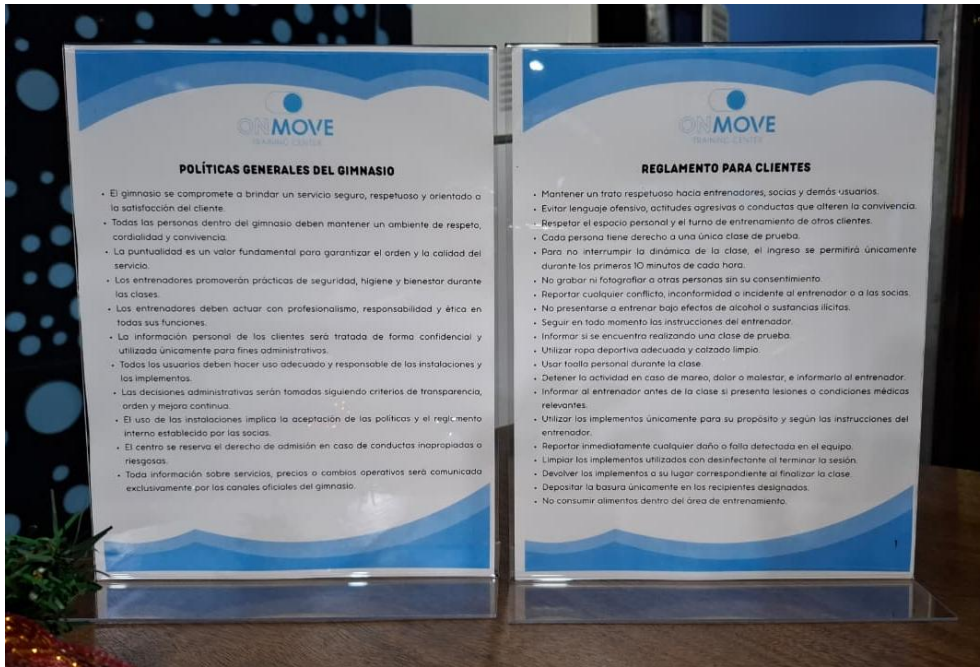 ONMOVE
TRAINING CENTER
POLÍTICAS GENERALES DEL GIMNASIO
• El gimnasio se compromete a brindar un servicio seguro, respetuoso y orientado a
la satisfacción del cliente.
• Todas las personas dentro del gimnasio deben mantener un ambiente de respeto,
cordialidad y convivencia.
• La puntualidad es un valor fundamental para garantizar el orden y la calidad del
servicio.
• Los entrenadores promoverán prácticas de seguridad, higiene y bienestar durante
las clases.
• Los entrenadores deben actuar con profesionalismo, responsabilidad y ética en
todas sus funciones.
• La información personal de los clientes será tratada de forma confidencial y
utilizada únicamente para fines administrativos.
• Todos los usuarios deben hacer uso adecuado y responsable de las instalaciones y
los implementos.
• Las decisiones administrativas serán tomadas siguiendo criterios de transparencia,
orden y mejora continua.
• El uso de las instalaciones implica la aceptación de las políticas y el reglamento
interno establecido por las socias.
• El centro se reserva el derecho de admisión en caso de conductas inapropiadas o
riesgosas.
• Toda información sobre servicios, precios o cambios operativos será comunicada
exclusivamente por los canales oficiales del gimnasio.
ONMOVE
TRAINING CENTER
REGLAMENTO PARA CLIENTES
• Mantener un trato respetuoso hacia entrenadores, socias y demás usuarios.
• Evitar lenguaje ofensivo, actitudes agresivas o conductas que alteren la convivencia.
• Respetar el espacio personal y el turno de entrenamiento de otros clientes.
• Cada persona tiene derecho a una única clase de prueba.
• Para no interrumpir la dinámica de la clase, el ingreso se permitirá únicamente
durante los primeros 10 minutos de cada hora.
• No grabar ni fotografiar a otras personas sin su consentimiento.
• Reportar cualquier conflicto, inconformidad o incidente al entrenador o a las socias.
• No presentarse a entrenar bajo efectos de alcohol o sustancias ilícitas.
• Seguir en todo momento las instrucciones del entrenador.
• Informar si se encuentra realizando una clase de prueba.
• Utilizar ropa deportiva adecuada y calzado limpio.
• Usar toalla personal durante la clase.
• Detener la actividad en caso de mareo, dolor o malestar, e informarlo al entrenador.
• Informar al entrenador antes de la clase si presenta lesiones o condiciones médicas
relevantes.
• Utilizar los implementos únicamente para su propósito y según las instrucciones del
entrenador.
• Reportar inmediatamente cualquier daño o falla detectada en el equipo.
• Limpiar los implementos utilizados con desinfectante al terminar la sesión.
• Devolver los implementos a su lugar correspondiente al finalizar la clase.
• Depositar la basura únicamente en los recipientes designados.
• No consumir alimentos dentro del área de entrenamiento.